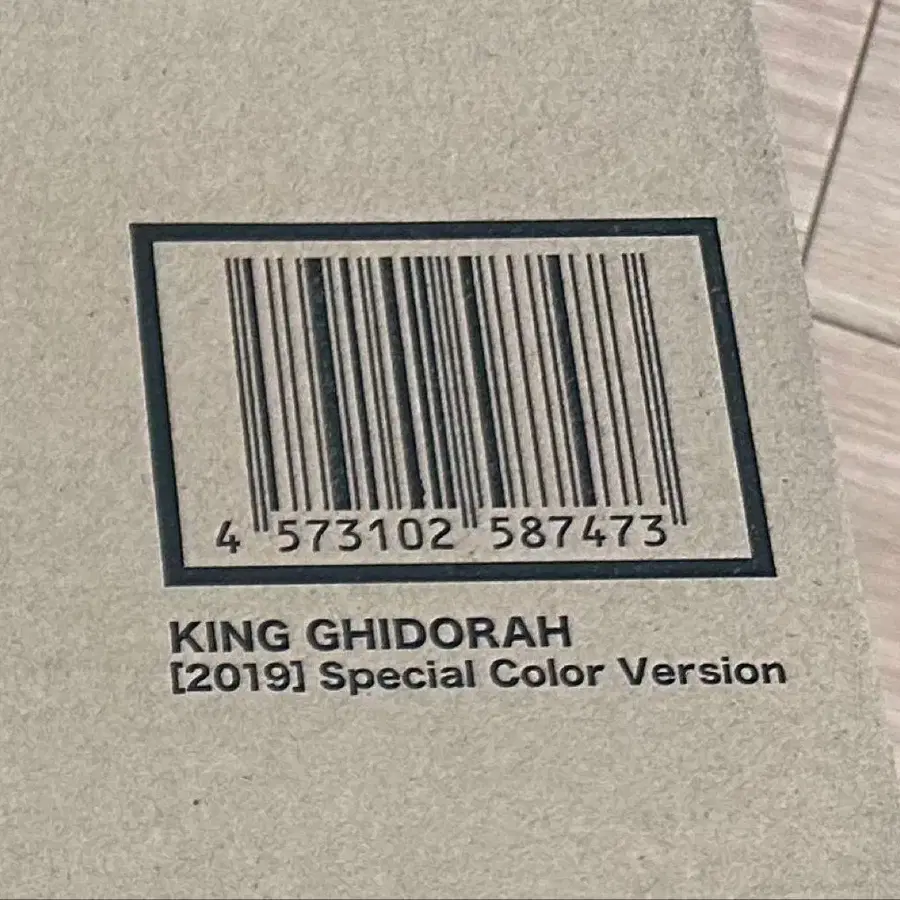 4 573102 587473
KING GHIDORAH
[2019] Special Color Version